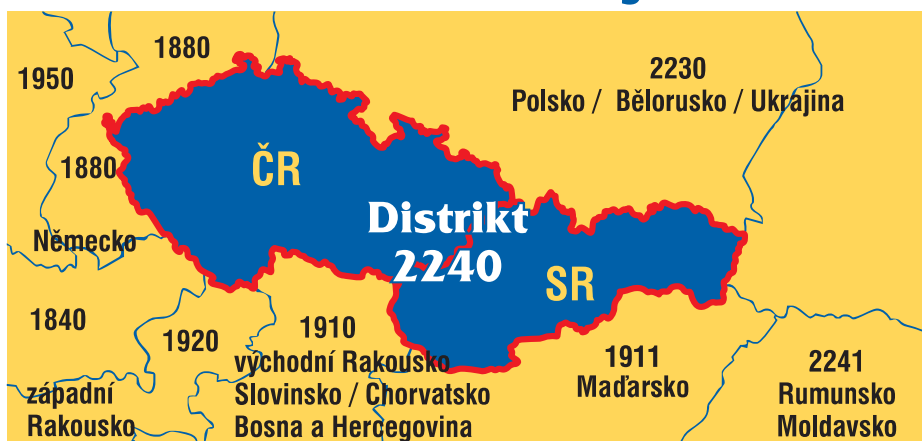 1880
1950
2230
Polsko / Bělorusko / Ukrajina
1880
ČR
Distrikt
2240
Německo
SR
1840
1920
1910
východní Rakousko
Slovinsko / Chorvatsko
Bosna a Hercegovina
1911
Maďarsko
2241
Rumunsko
Moldavsko
západní
Rakousko